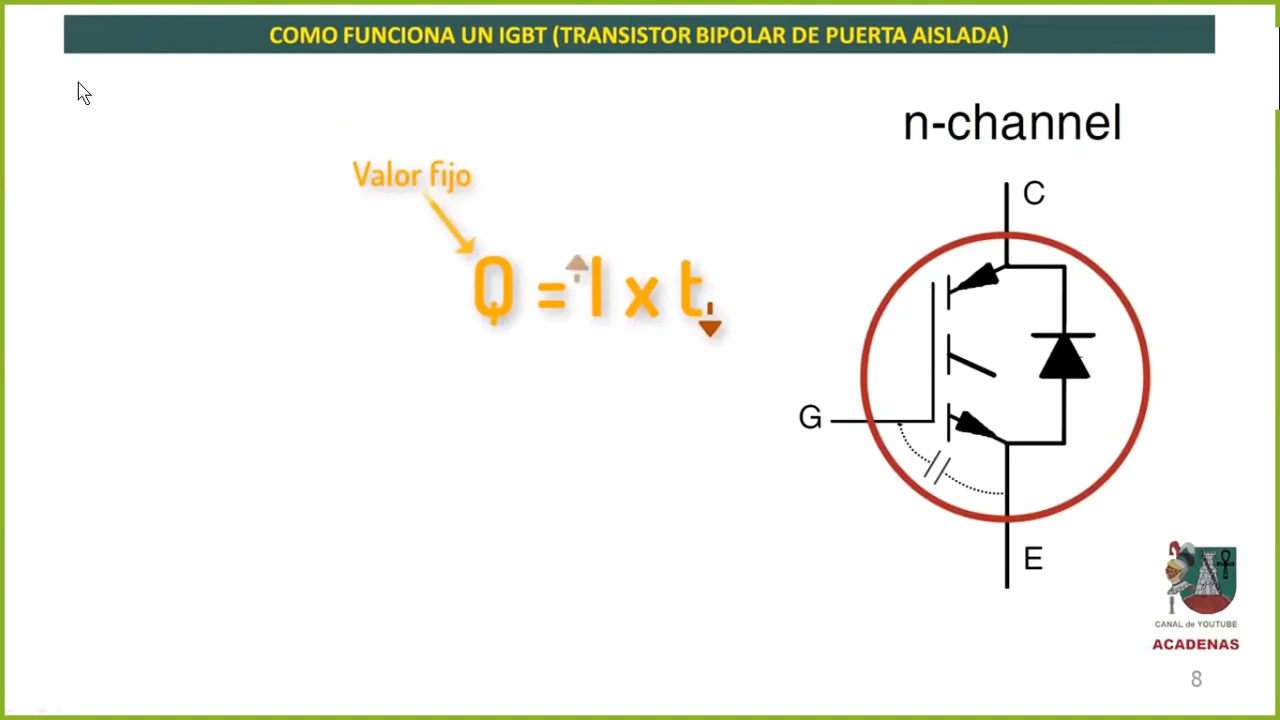 COMO FUNCIONA UN IGBT (TRANSISTOR BIPOLAR DE PUERTA AISLADA)
n-channel
Valor fijo
C
Q = I x t
G
E
CANAL de YOUTUBE
ACADENAS
8